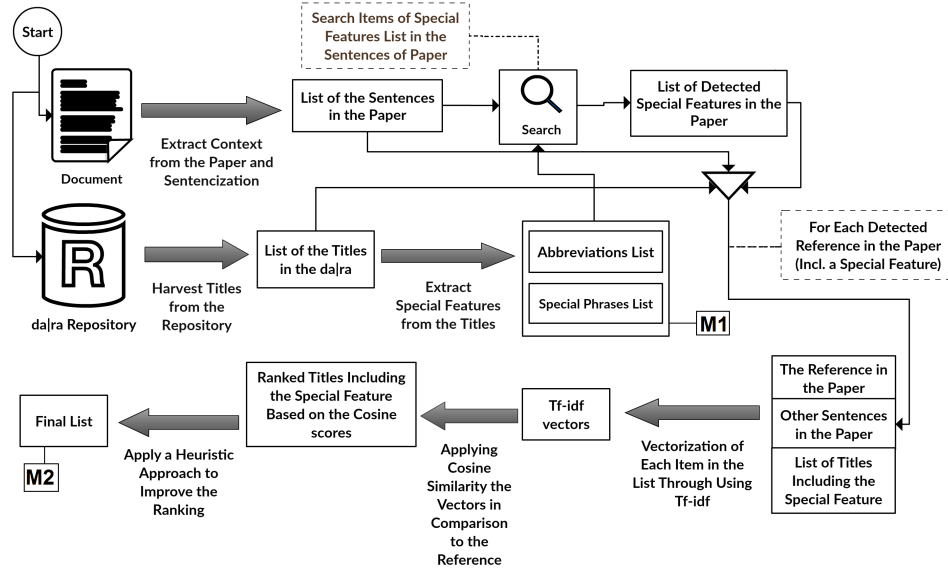 Start
Search Items of Special
Features List in the
Sentences of Paper
List of the Sentences
in the Paper
Search
List of Detected
Special Features in the
Paper
Extract Context
from the Paper and
Sentencization
Document
For Each Detected
Reference in the Paper
(Incl. a Special Feature)
R
da|ra Repository
Harvest Titles
from the
Repository
List of the Titles
in the da|ra
Extract
Special Features
from the Titles
Abbreviations List
Special Phrases List
M1
The Reference in
the Paper
Other Sentences
in the Paper
List of Titles
Including the
Special Feature
Vectorization of
Each Item in the
List Through Using
Tf-idf
Tf-idf
vectors
Applying
Cosine
Similarity the
Vectors in
Comparison
to the
Reference
Ranked Titles Including
the Special Feature
Based on the Cosine
scores
Apply a Heuristic
Approach to
Improve the
Ranking
Final List
M2